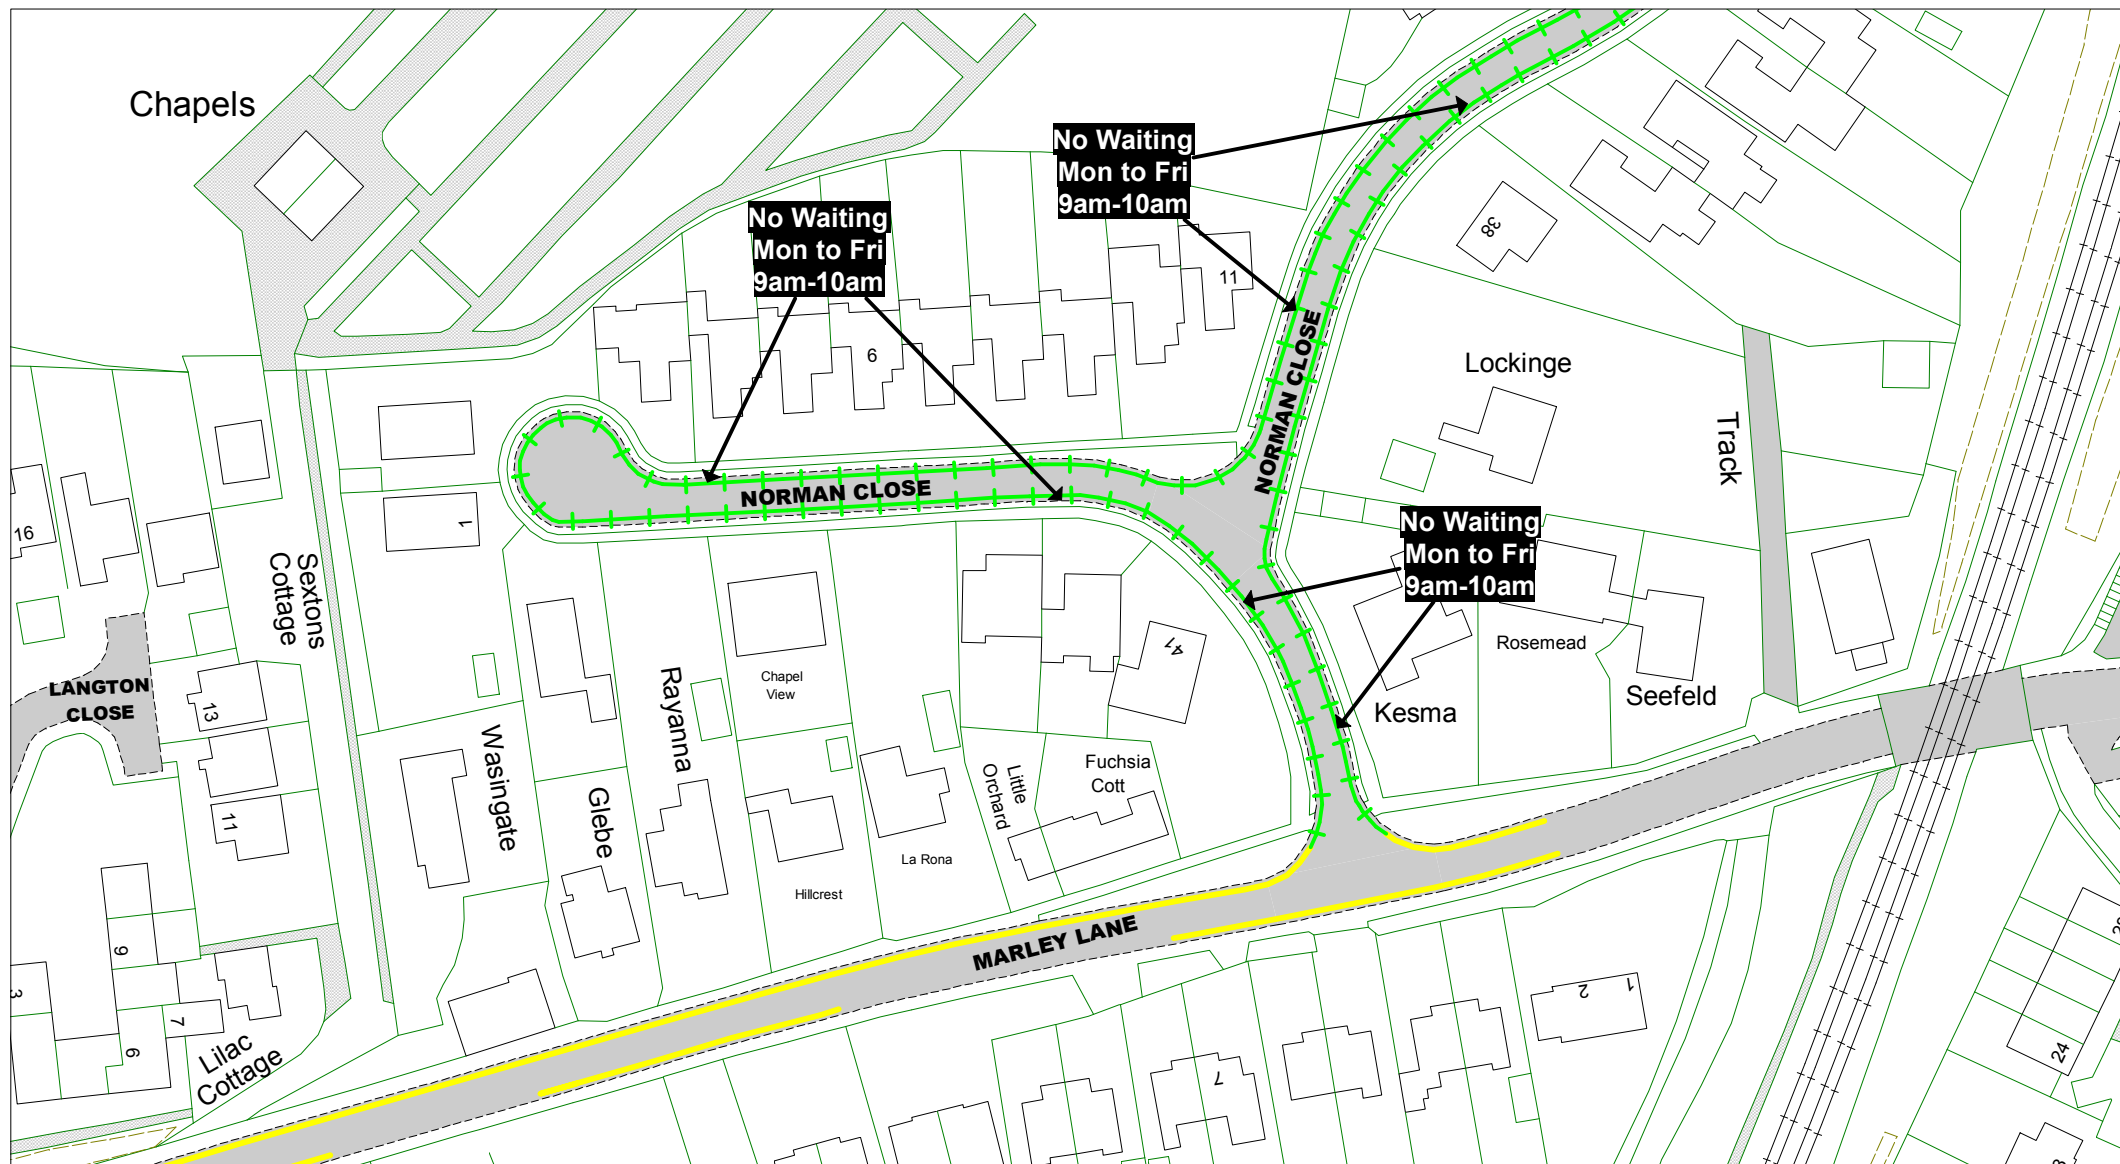 Chapels
No Waiting
Mon to Fri
9am-10am
No Waiting
Mon to Fri
9am-10am
11
38
6
NORMAN CLOSE
Lockinge
Track
NORMAN CLOSE
No Waiting
Mon to Fri
9am-10am
16
1
Sextons
Cottage
LANGTON
CLOSE
13
11
9
3
7
6
Lilac
Cottage
Wasingate
Glebe
Rayanna
Chapel
View
Hillcrest
La Rona
Little
Orchard
Fuchsia
Cott
41
Kesma
Rosemead
Seefeld
MARLEY LANE
7
2
1
24